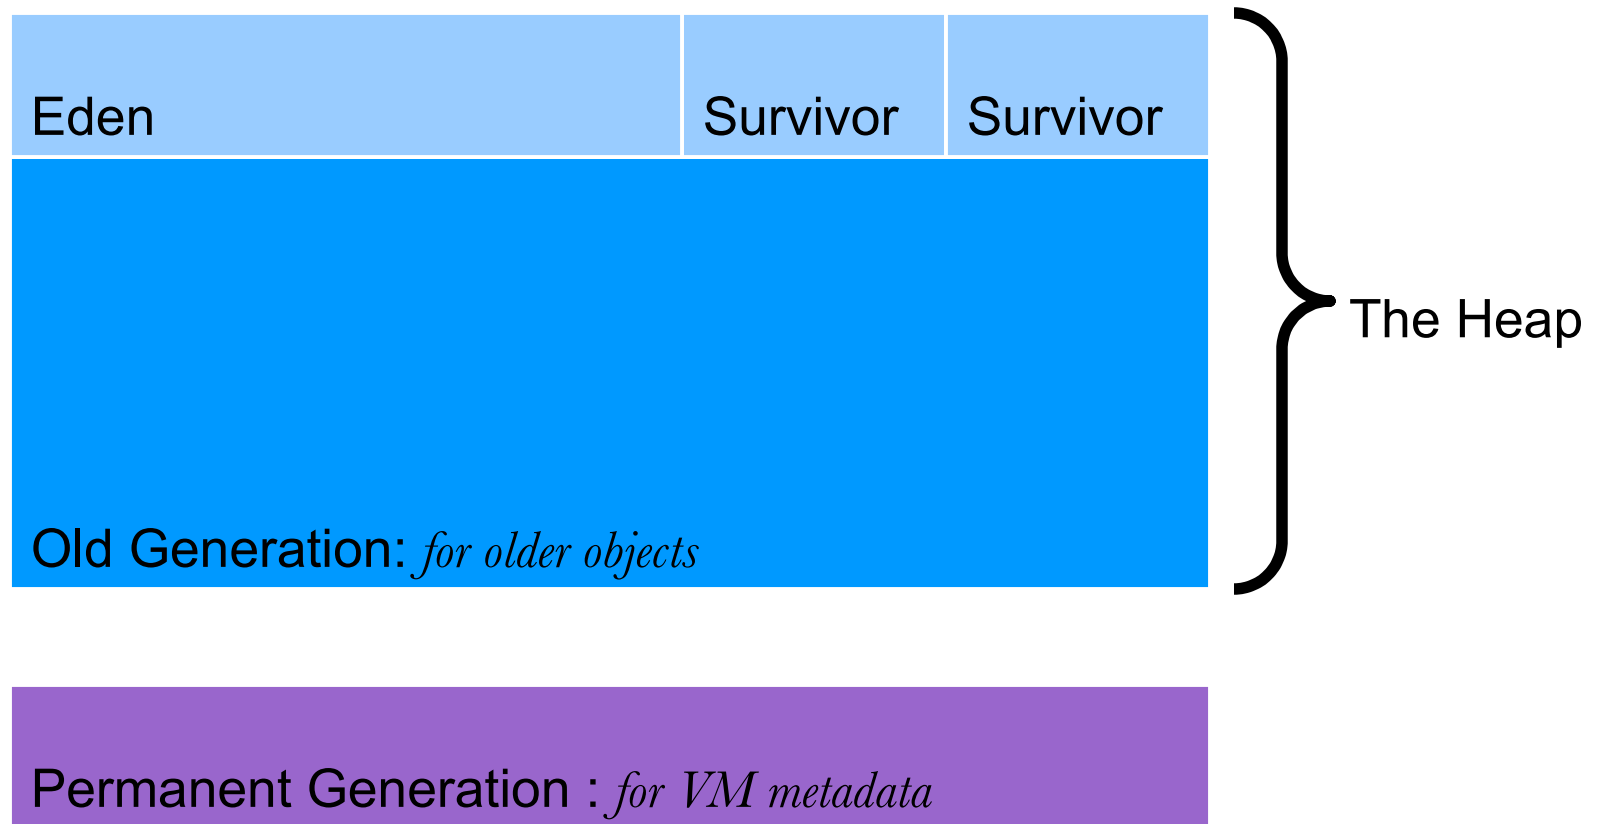 Eden
Survivor
Survivor
The Heap
Old Generation: for older objects
Permanent Generation : for VM metadata